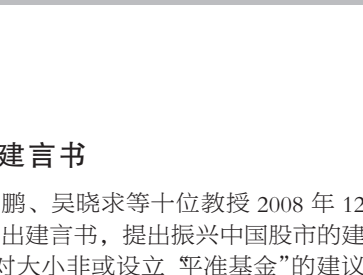 建言书
鹏、吴晓求等十位教授 2008 年 12
出建言书，提出振兴中国股市的建
对大小非或设立“平准基金”的建议